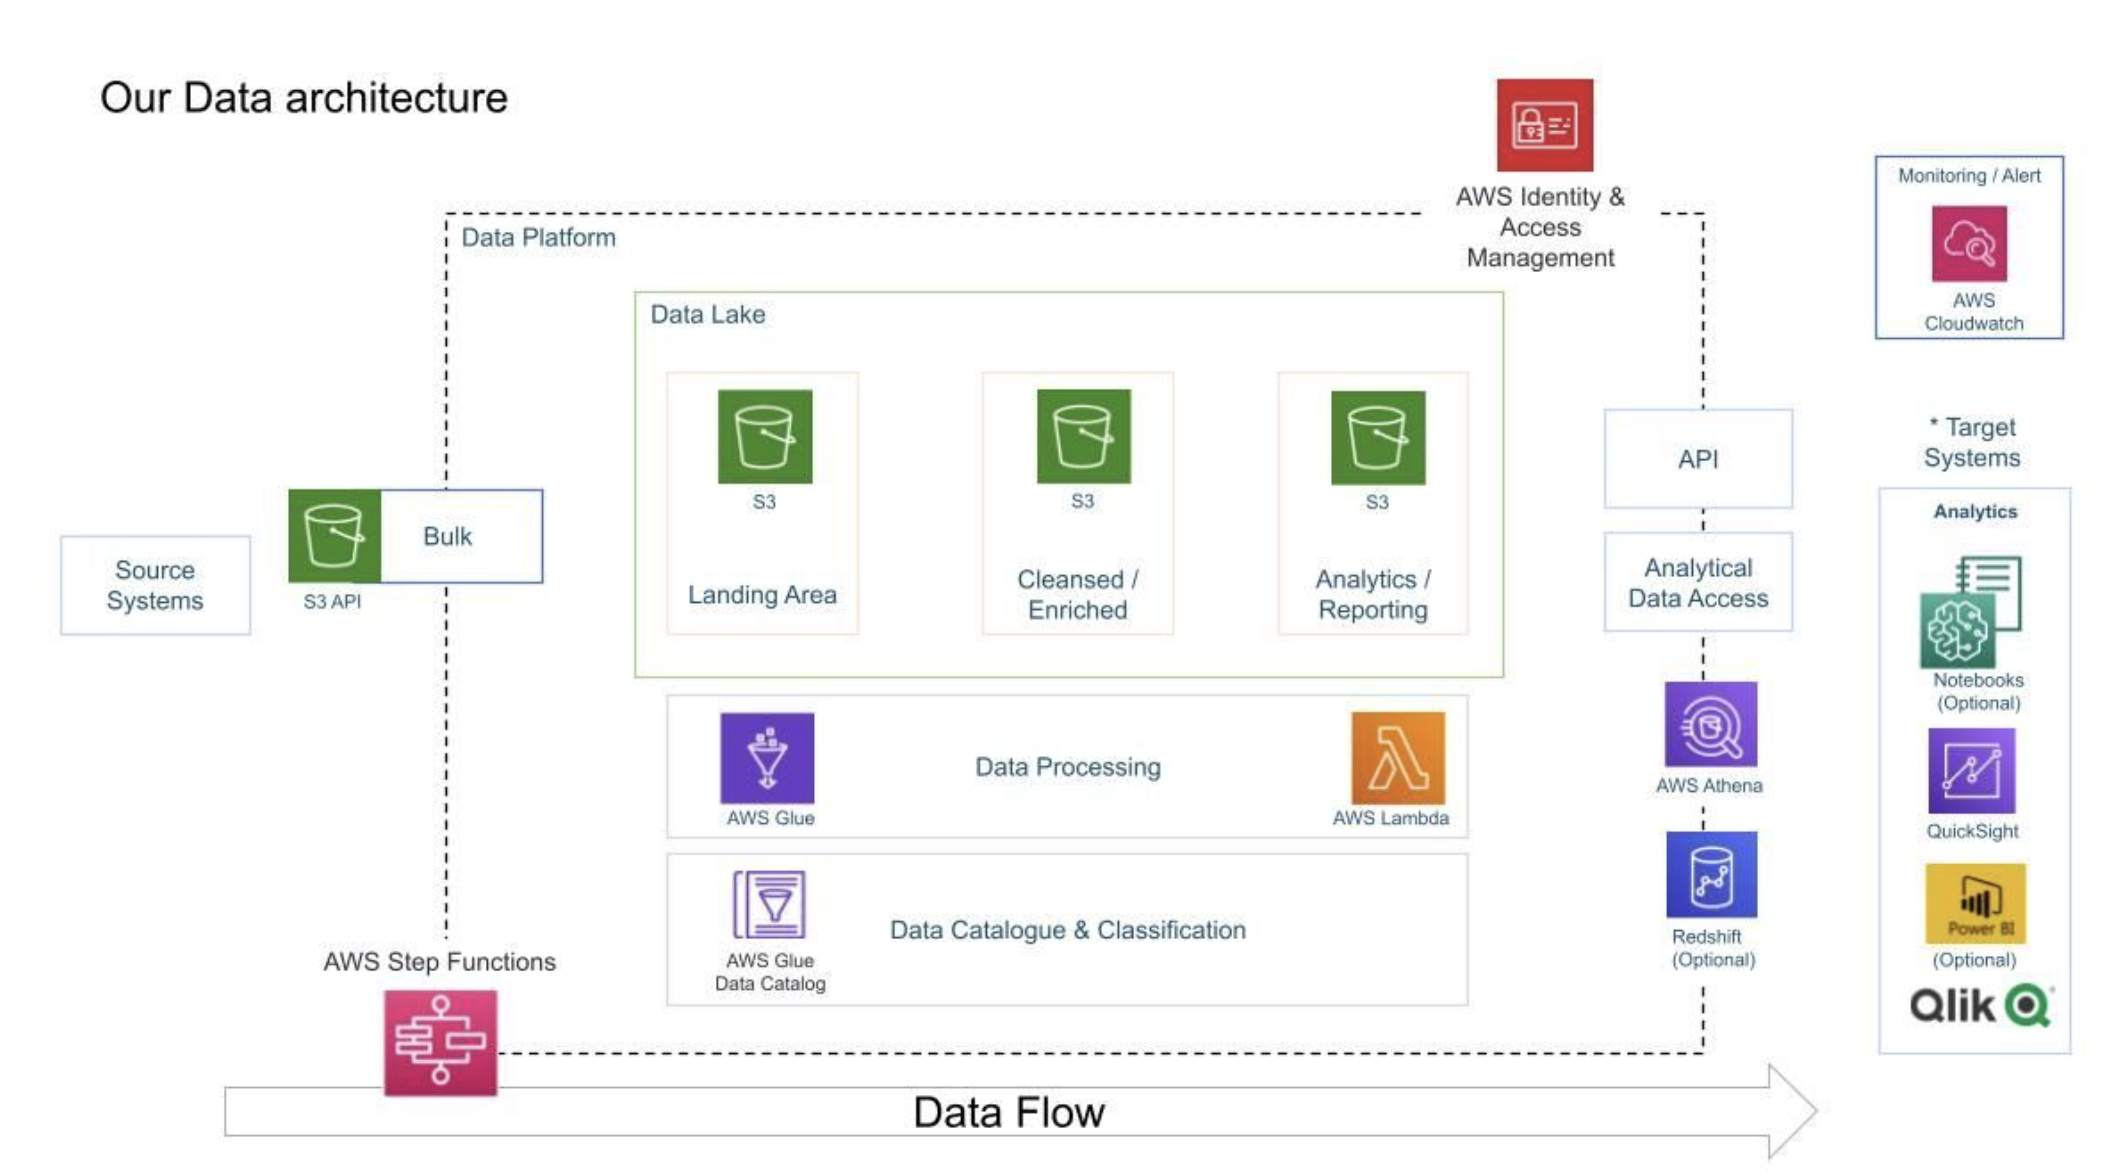 Our Data architecture
AWS Identity &
Access
Management
Monitoring / Alert
AWS
Cloudwatch
Data Platform
Data Lake
S3
Landing Area
S3
Cleansed /
Enriched
S3
Analytics /
Reporting
Source
Systems
S3 API
Bulk
API
Analytical
Data Access
* Target
Systems
Analytics
Notebooks
(Optional)
QuickSight
Power BI
(Optional)
Qlik
AWS Glue
Data Processing
AWS Lambda
AWS Athena
Redshift
(Optional)
AWS Glue
Data Catalog
Data Catalogue & Classification
AWS Step Functions
Data Flow